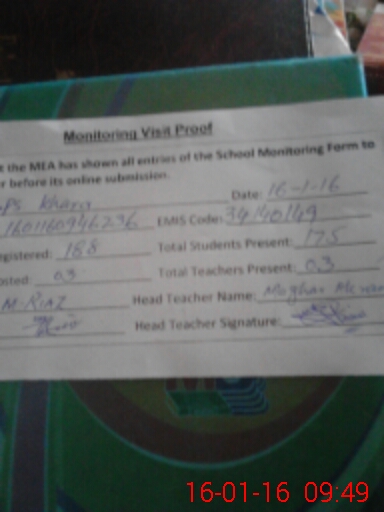 Monitoring Visit Proof
t the MEA has shown all entries of the School Monitoring Form to
r before its online submission.
PS Date: 16-1-16
1601160946236 EMIS Code: 39140149
egistered: 188 Total Students Present: 175
osted: 03 Total Teachers Present: 03
M-RIAZ Head Teacher Name:
Head Teacher Signature:
16-01-16 09:49